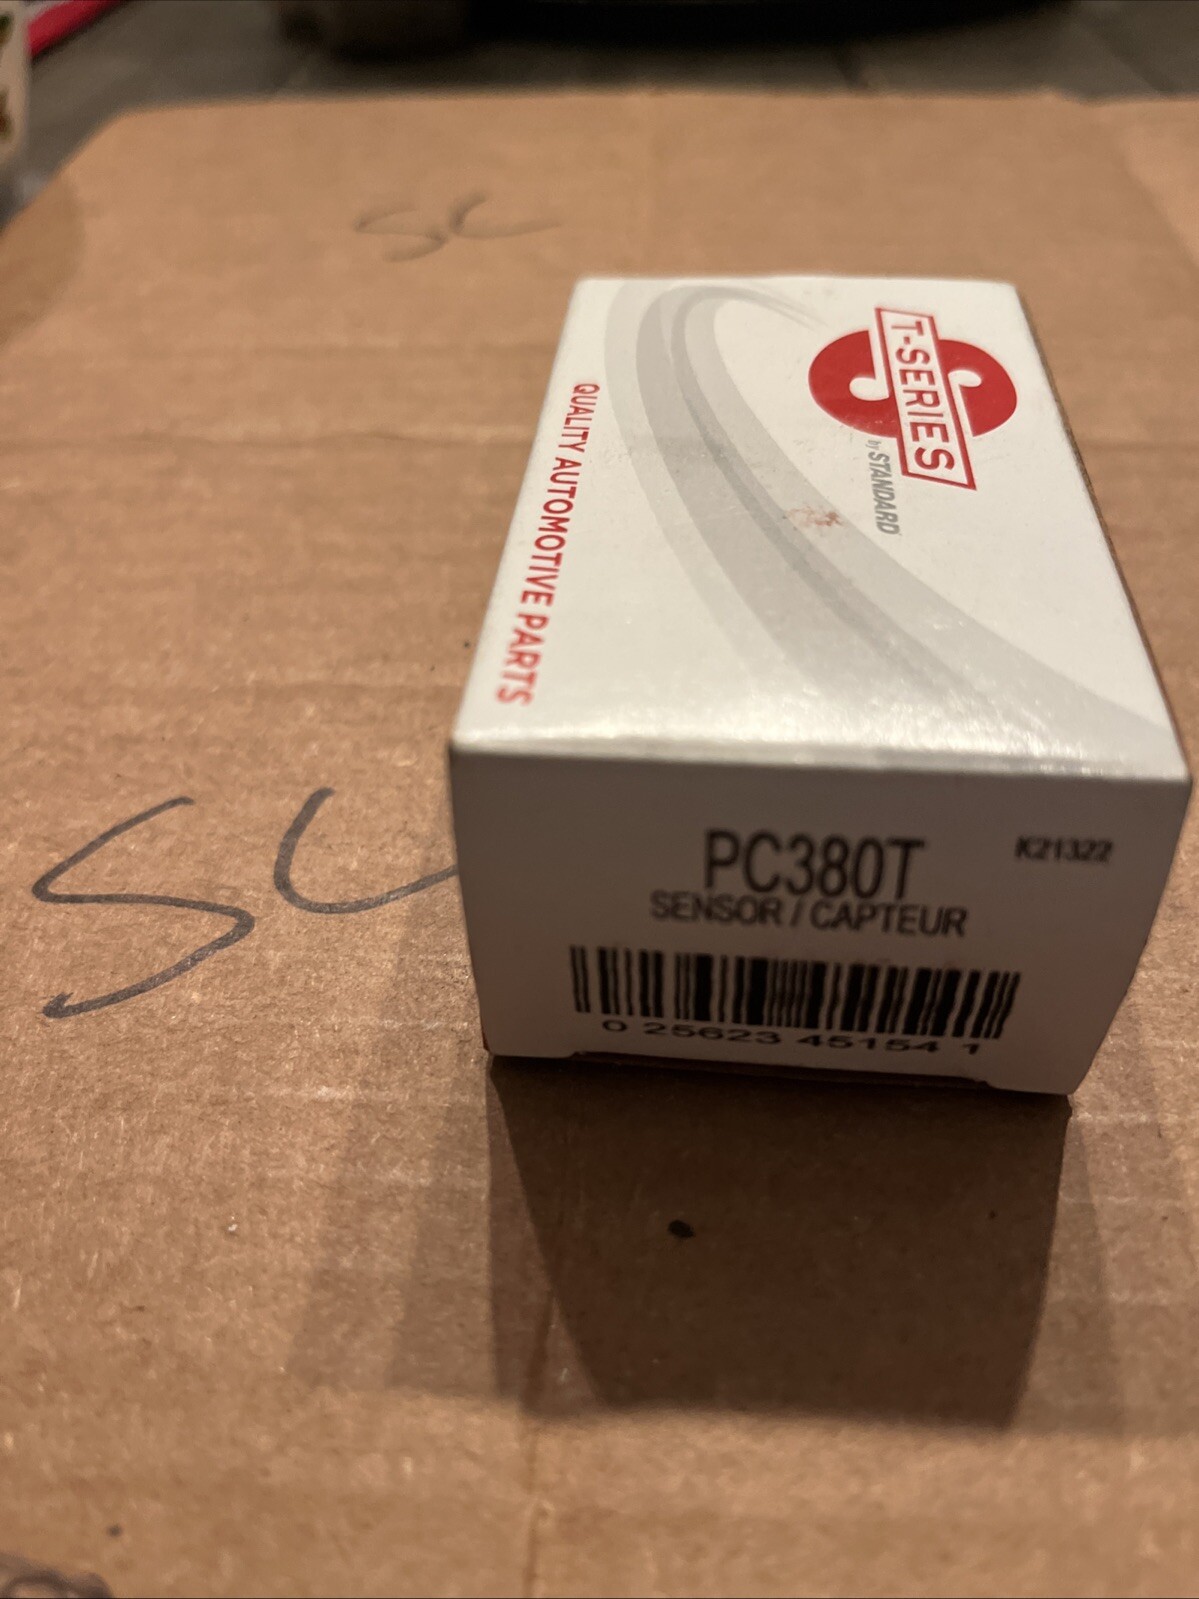 SC
T-SERIES
by STANDARD
QUALITY AUTOMOTIVE PARTS
SC
PC380T
K21322
SENSOR / CAPTEUR
0 25623 45154 1